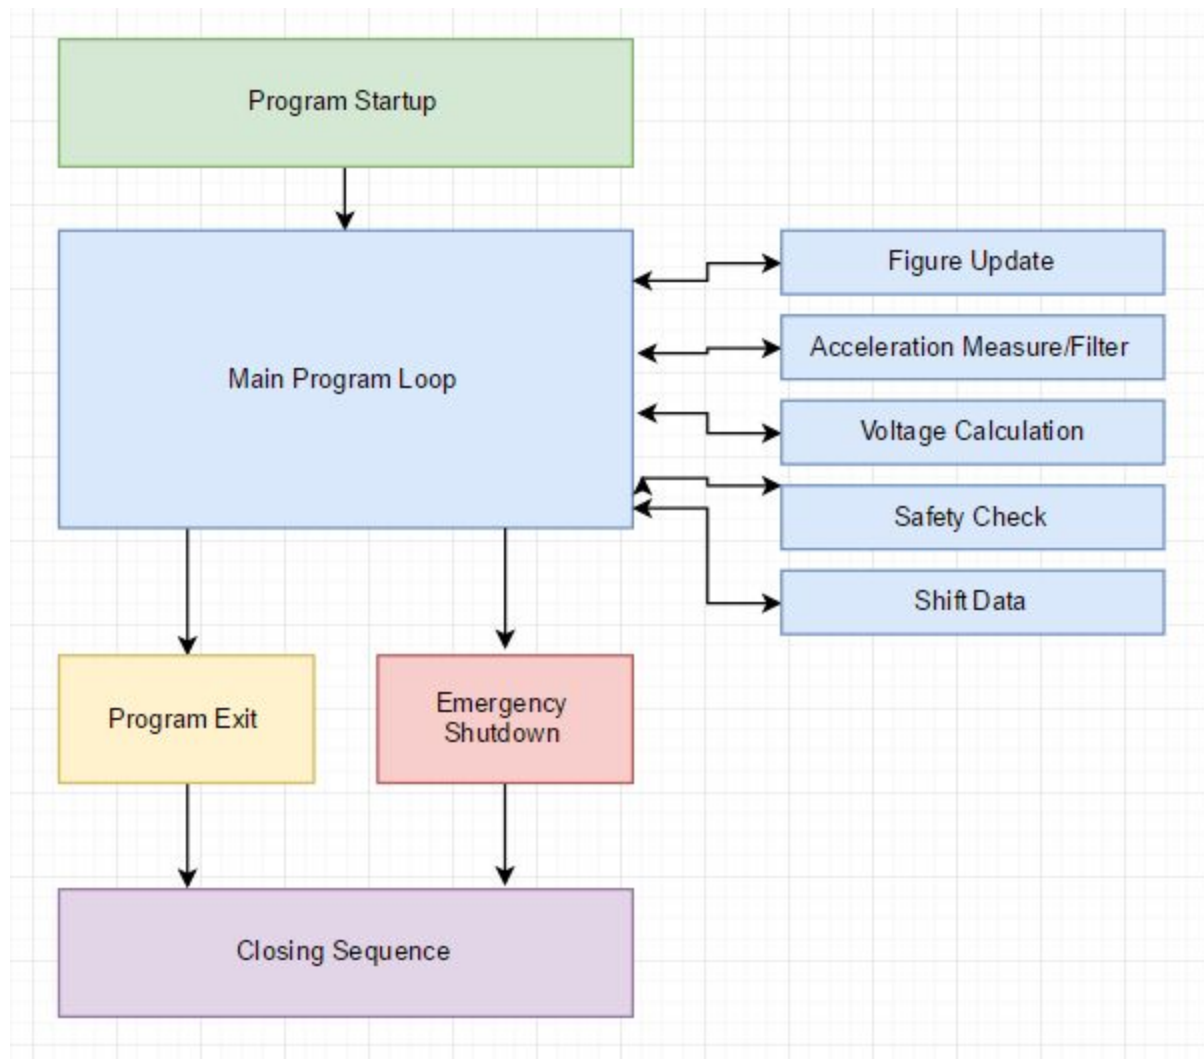 Program Startup
Main Program Loop
Figure Update
Acceleration Measure/Filter
Voltage Calculation
Safety Check
Shift Data
Program Exit
Emergency
Shutdown
Closing Sequence